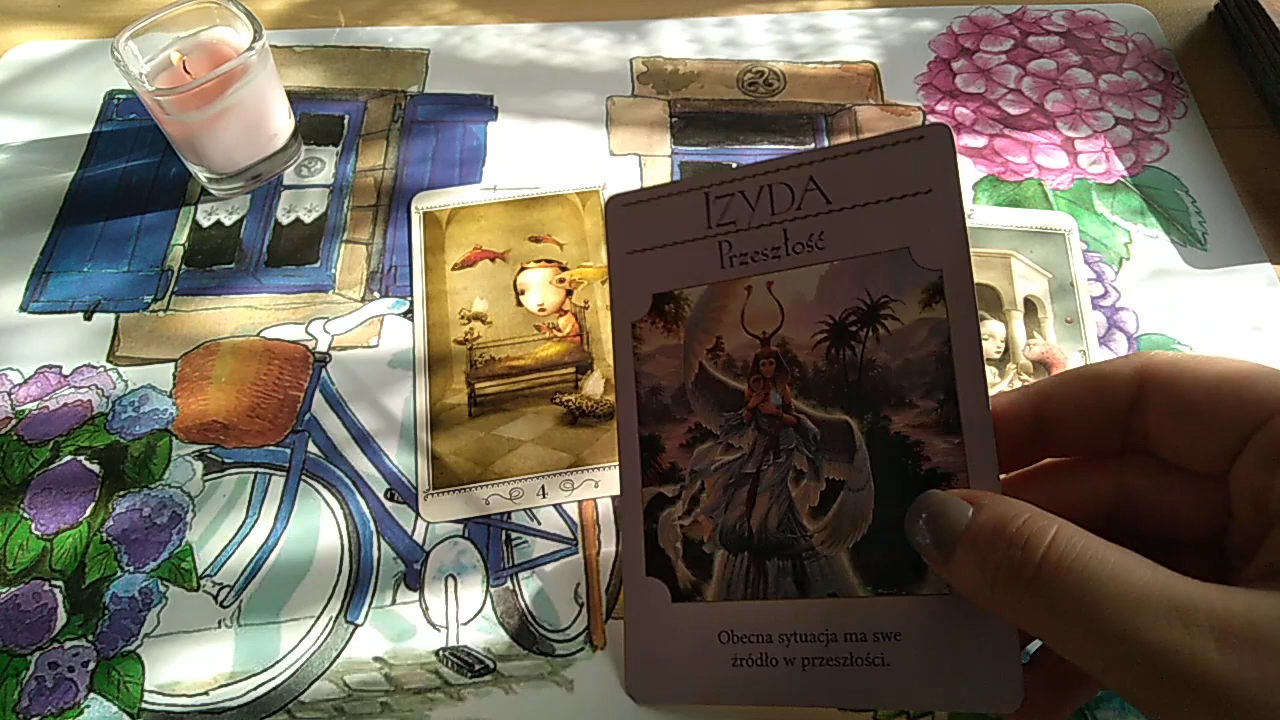 IZYDA
Przeszłość
Obecna sytuacja ma swe
źródło w przeszłości.
4